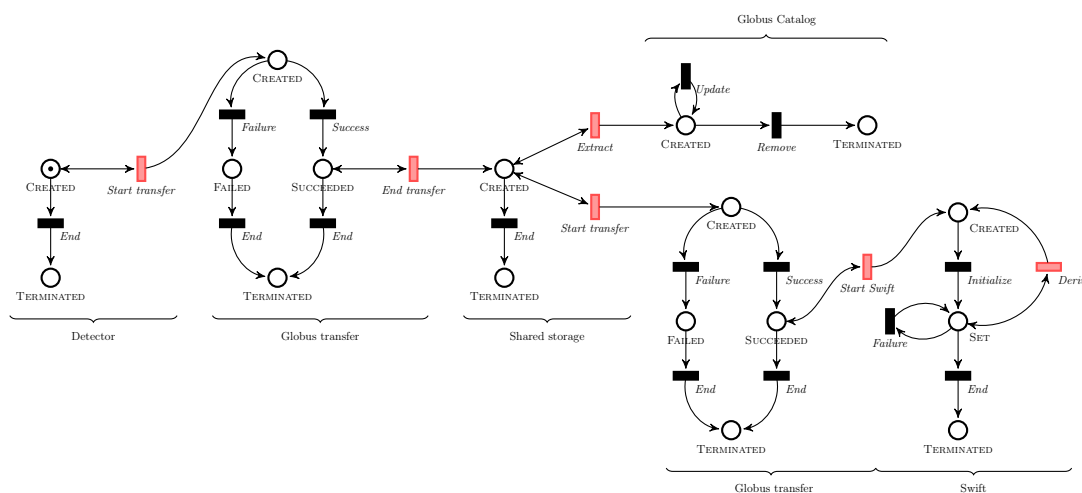 Globus Catalog
CREATED
Update
Failure
Success
Extract
CREATED
Remove
TERMINATED
CREATED
Start transfer
FAILED
SUCCEEDED
End transfer
CREATED
Start transfer
CREATED
CREATED
End
End
End
End
Failure
Success
Start Swift
Initialize
TERMINATED
TERMINATED
TERMINATED
Detector
Globus transfer
Shared storage
FAILED
SUCCEEDED
Failure
SET
End
End
End
TERMINATED
TERMINATED
Globus transfer
Swift